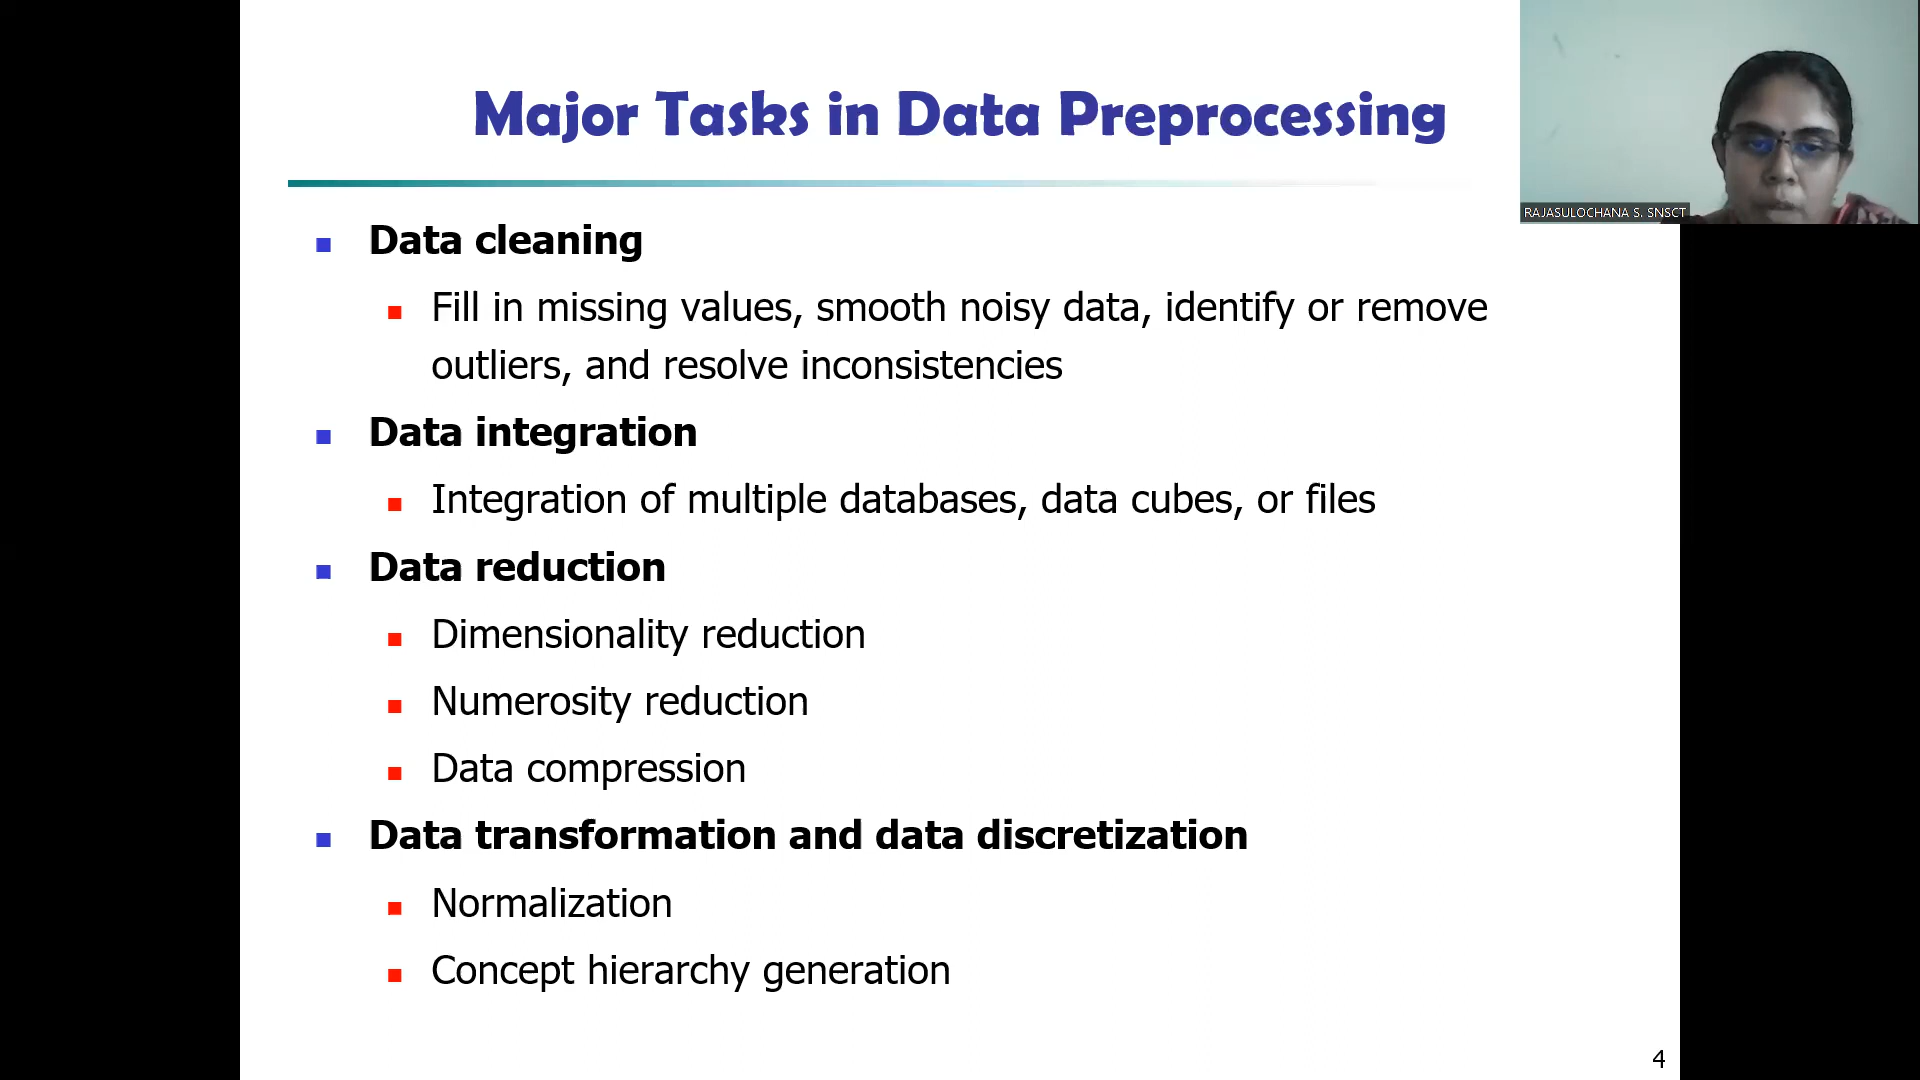 Major Tasks in Data Preprocessing
RAJASULOCHANA S. SNSCT
Data cleaning
Fill in missing values, smooth noisy data, identify or remove
outliers, and resolve inconsistencies
Data integration
Integration of multiple databases, data cubes, or files
Data reduction
Dimensionality reduction
Numerosity reduction
Data compression
Data transformation and data discretization
Normalization
Concept hierarchy generation
4